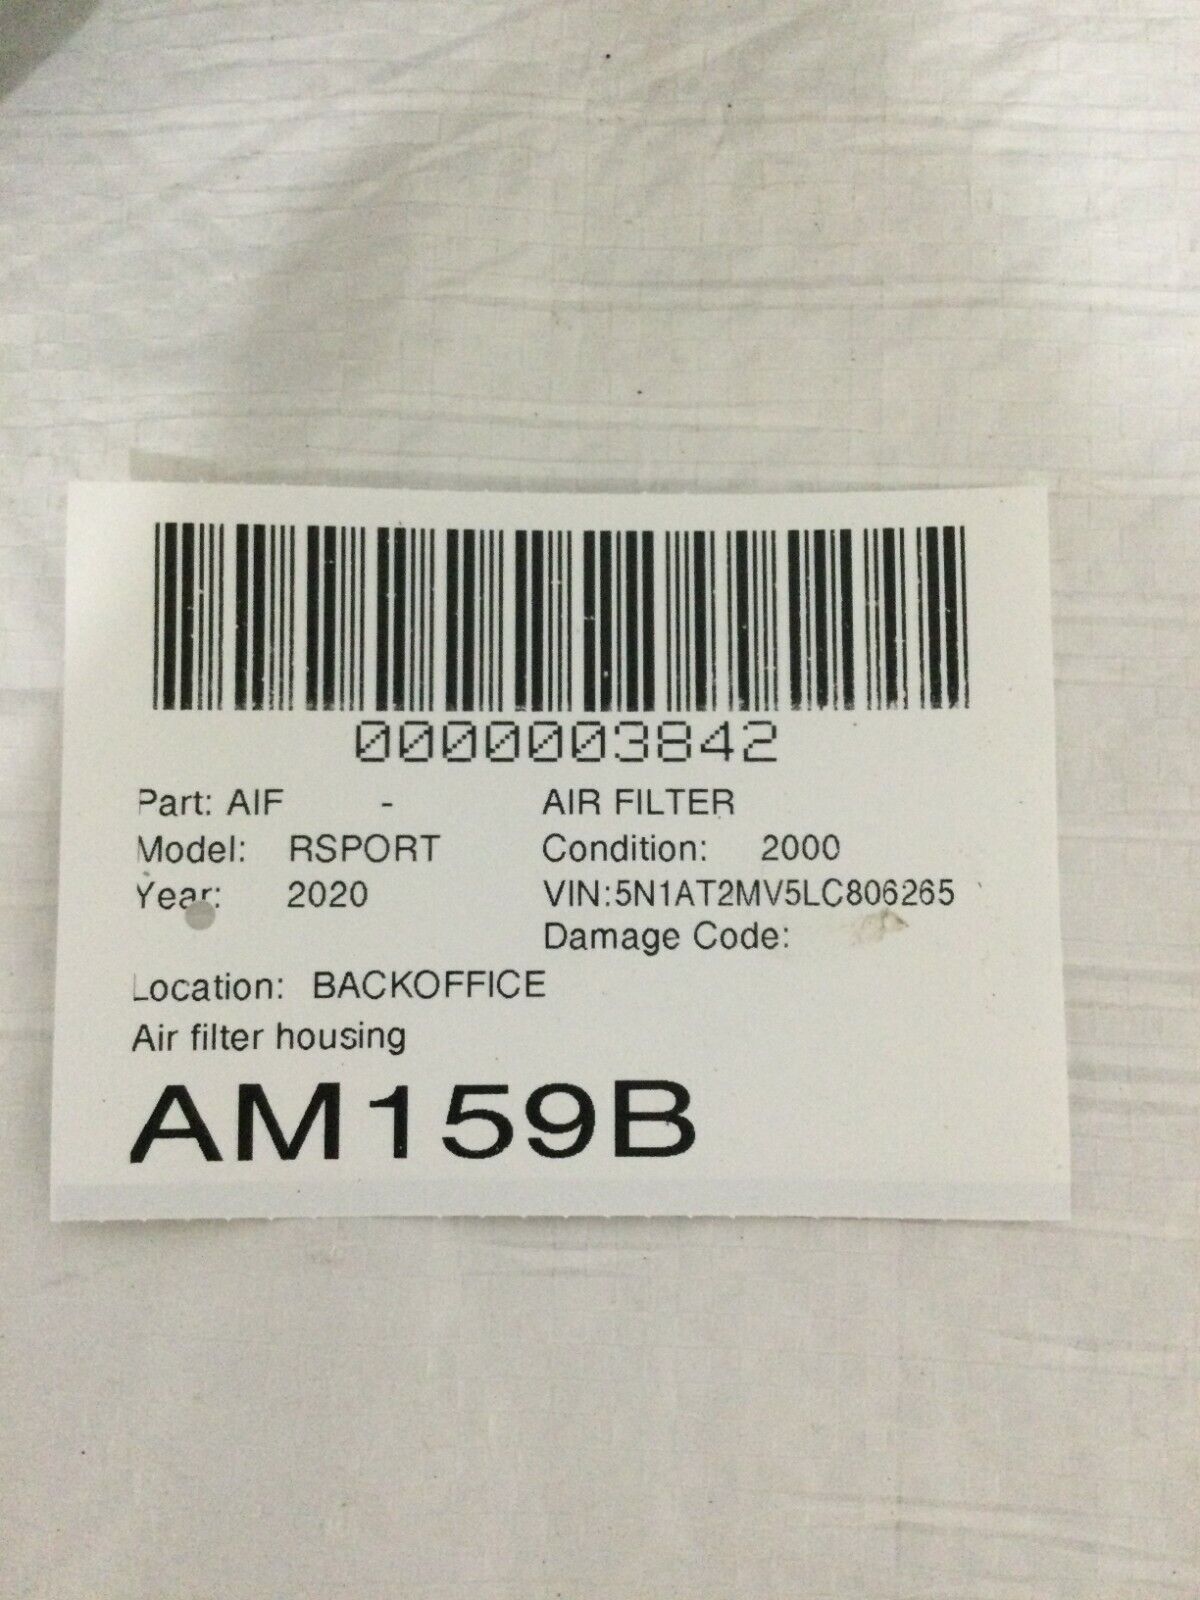 0000003842
Part: AIF - AIR FILTER
Model: RSPORT Condition: 2000
Year: 2020 VIN:5N1AT2MV5LC806265
Damage Code:
Location: BACKOFFICE
Air filter housing
AM159B